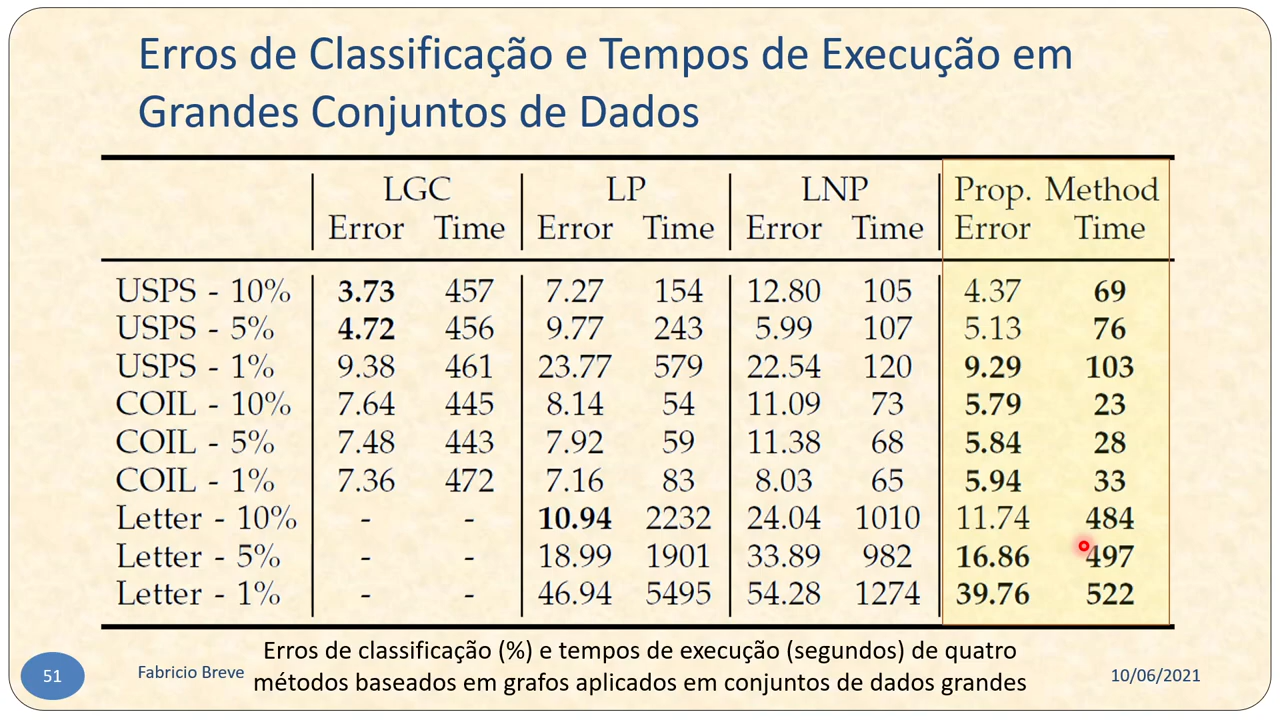 Erros de Classificação e Tempos de Execução em
Grandes Conjuntos de Dados
LGC LP LNP Prop. Method
Error Time Error Time Error Time Error Time
USPS - 10% 3.73 457 7.27 154 12.80 105 4.37 69
USPS - 5% 4.72 456 9.77 243 5.99 107 5.13 76
USPS - 1% 9.38 461 23.77 579 22.54 120 9.29 103
COIL - 10% 7.64 445 8.14 54 11.09 73 5.79 23
COIL - 5% 7.48 443 7.92 59 11.38 68 5.84 28
COIL - 1% 7.36 472 7.16 83 8.03 65 5.94 33
Letter - 10% - - 10.94 2232 24.04 1010 11.74 484
Letter - 5% - - 18.99 1901 33.89 982 16.86 497
Letter - 1% - - 46.94 5495 54.28 1274 39.76 522
Erros de classificação (%) e tempos de execução (segundos) de quatro
métodos baseados em grafos aplicados em conjuntos de dados grandes
51
Fabricio Breve
10/06/2021